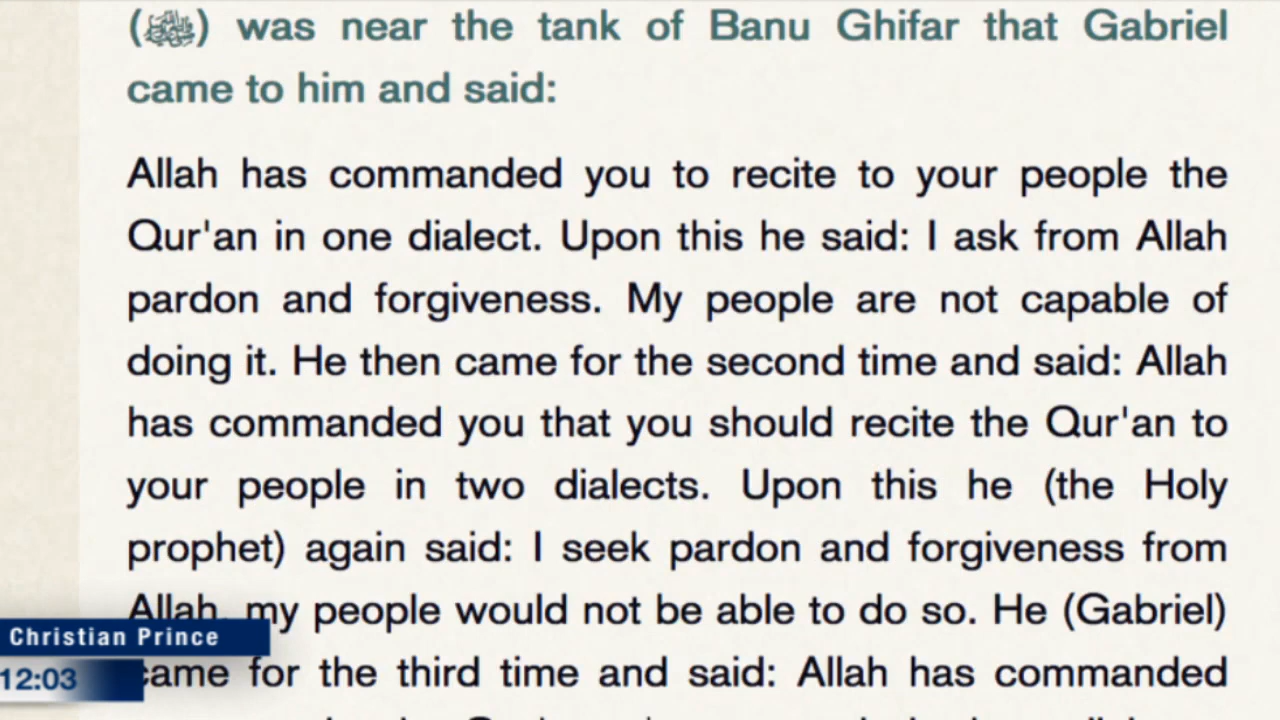 (ﷺ) was near the tank of Banu Ghifar that Gabriel
came to him and said:
Allah has commanded you to recite to your people the
Qur'an in one dialect. Upon this he said: I ask from Allah
pardon and forgiveness. My people are not capable of
doing it. He then came for the second time and said: Allah
has commanded you that you should recite the Qur'an to
your people in two dialects. Upon this he (the Holy
prophet) again said: I seek pardon and forgiveness from
Allah, my people would not be able to do so. He (Gabriel)
came for the third time and said: Allah has commanded
Christian Prince
12:03